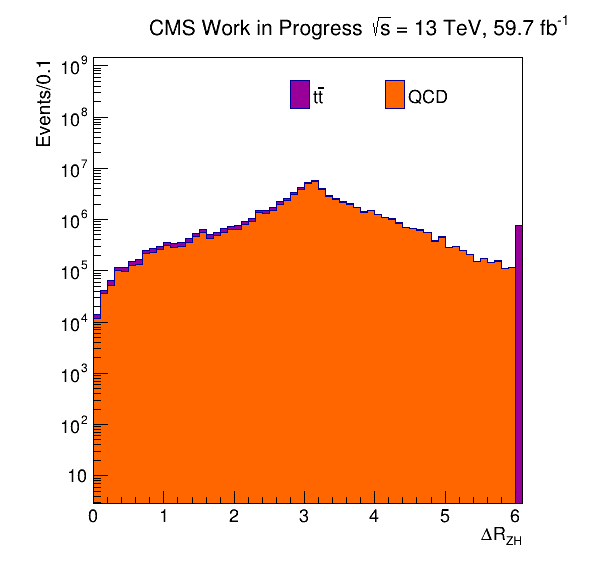 CMS Work in Progress √s = 13 TeV, 59.7 fb⁻¹
Events/0.1
tt̄ QCD
10⁹
10⁸
10⁷
10⁶
10⁵
10⁴
10³
10²
10
0 1 2 3 4 5 6
ΔR_ZH